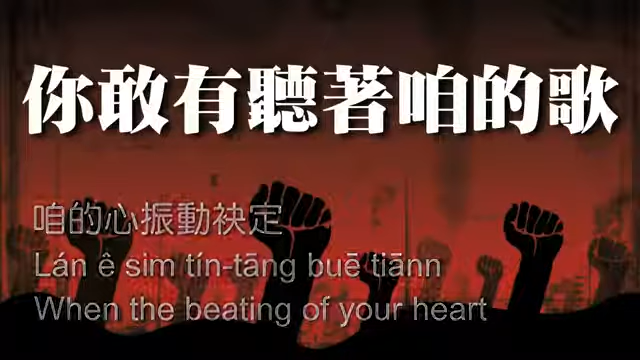 你敢有聽著咱的歌
咱的心振動袂定
Lán ê sim tín-tāng buē tiānn
When the beating of your heart